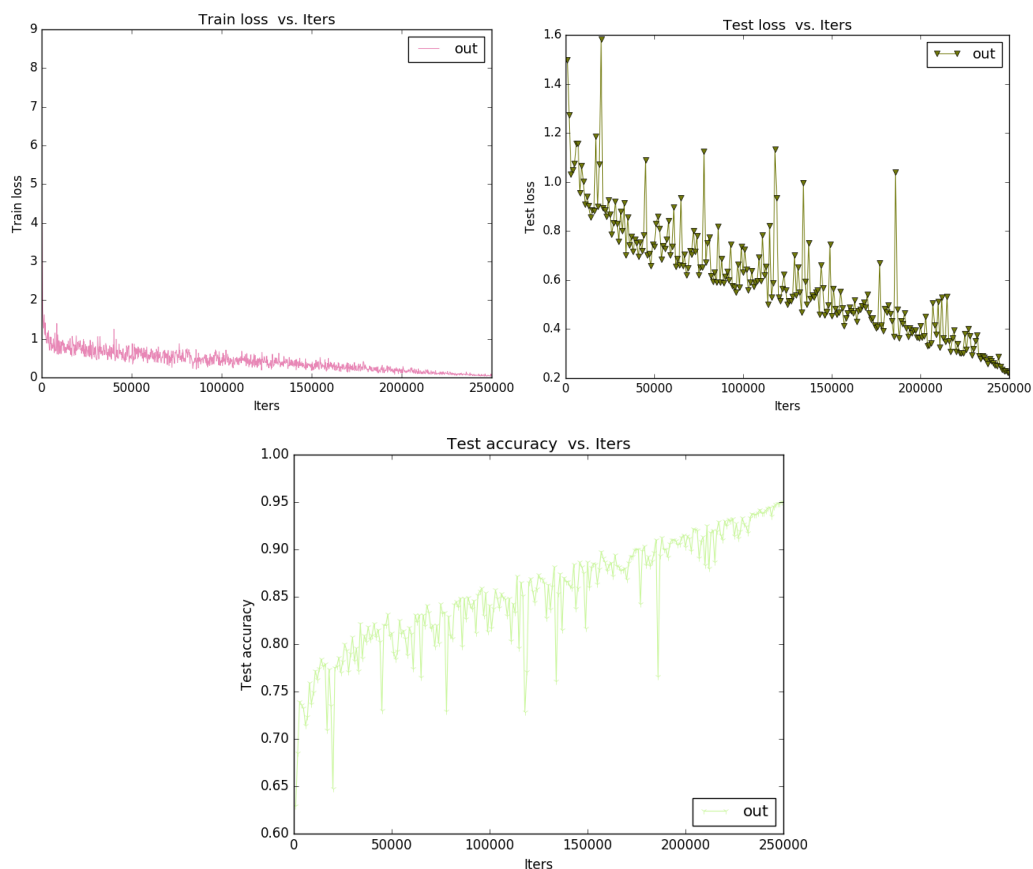 Train loss vs. Iters
9
8
7
6
5
4
3
2
1
0
Train loss
out
0 50000 100000 150000 200000 250000
Iters
Test loss vs. Iters
1.6
1.4
1.2
1.0
0.8
0.6
0.4
0.2
Test loss
out
0 50000 100000 150000 200000 250000
Iters
Test accuracy vs. Iters
1.00
0.95
0.90
0.85
0.80
0.75
0.70
0.65
0.60
Test accuracy
out
0 50000 100000 150000 200000 250000
Iters